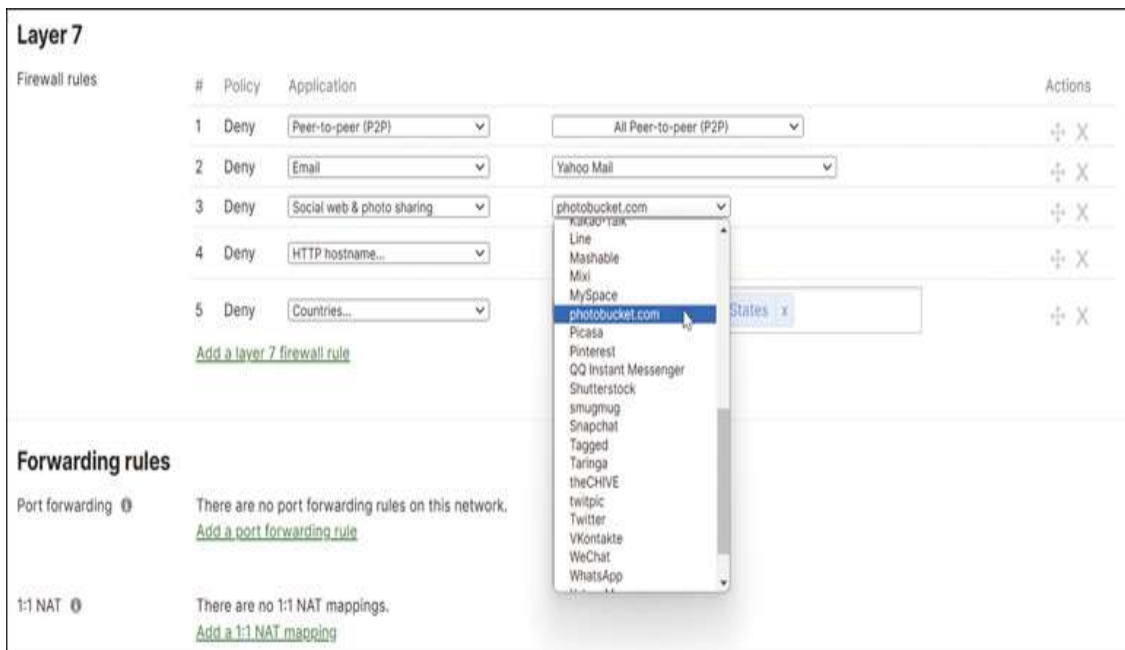 Layer 7
Firewall rules
# Policy Application Actions
1 Deny Peer-to-peer (P2P) All Peer-to-peer (P2P) X
2 Deny Email Yahoo Mail X
3 Deny Social web & photo sharing photobucket.com X
Kakao-Talk
Line
4 Deny HTTP hostname... X
Mashable
Mixi
MySpace
5 Deny Countries... States x X
photobucket.com
Picasa
Pinterest
Add a layer 7 firewall rule
QQ Instant Messenger
Shutterstock
smugmug
Snapchat
Tagged
Taringa
theCHIVE
twitpic
Twitter
VKontakte
WeChat
WhatsApp
Forwarding rules
Port forwarding There are no port forwarding rules on this network.
Add a port forwarding rule
1:1 NAT There are no 1:1 NAT mappings.
Add a 1:1 NAT mapping